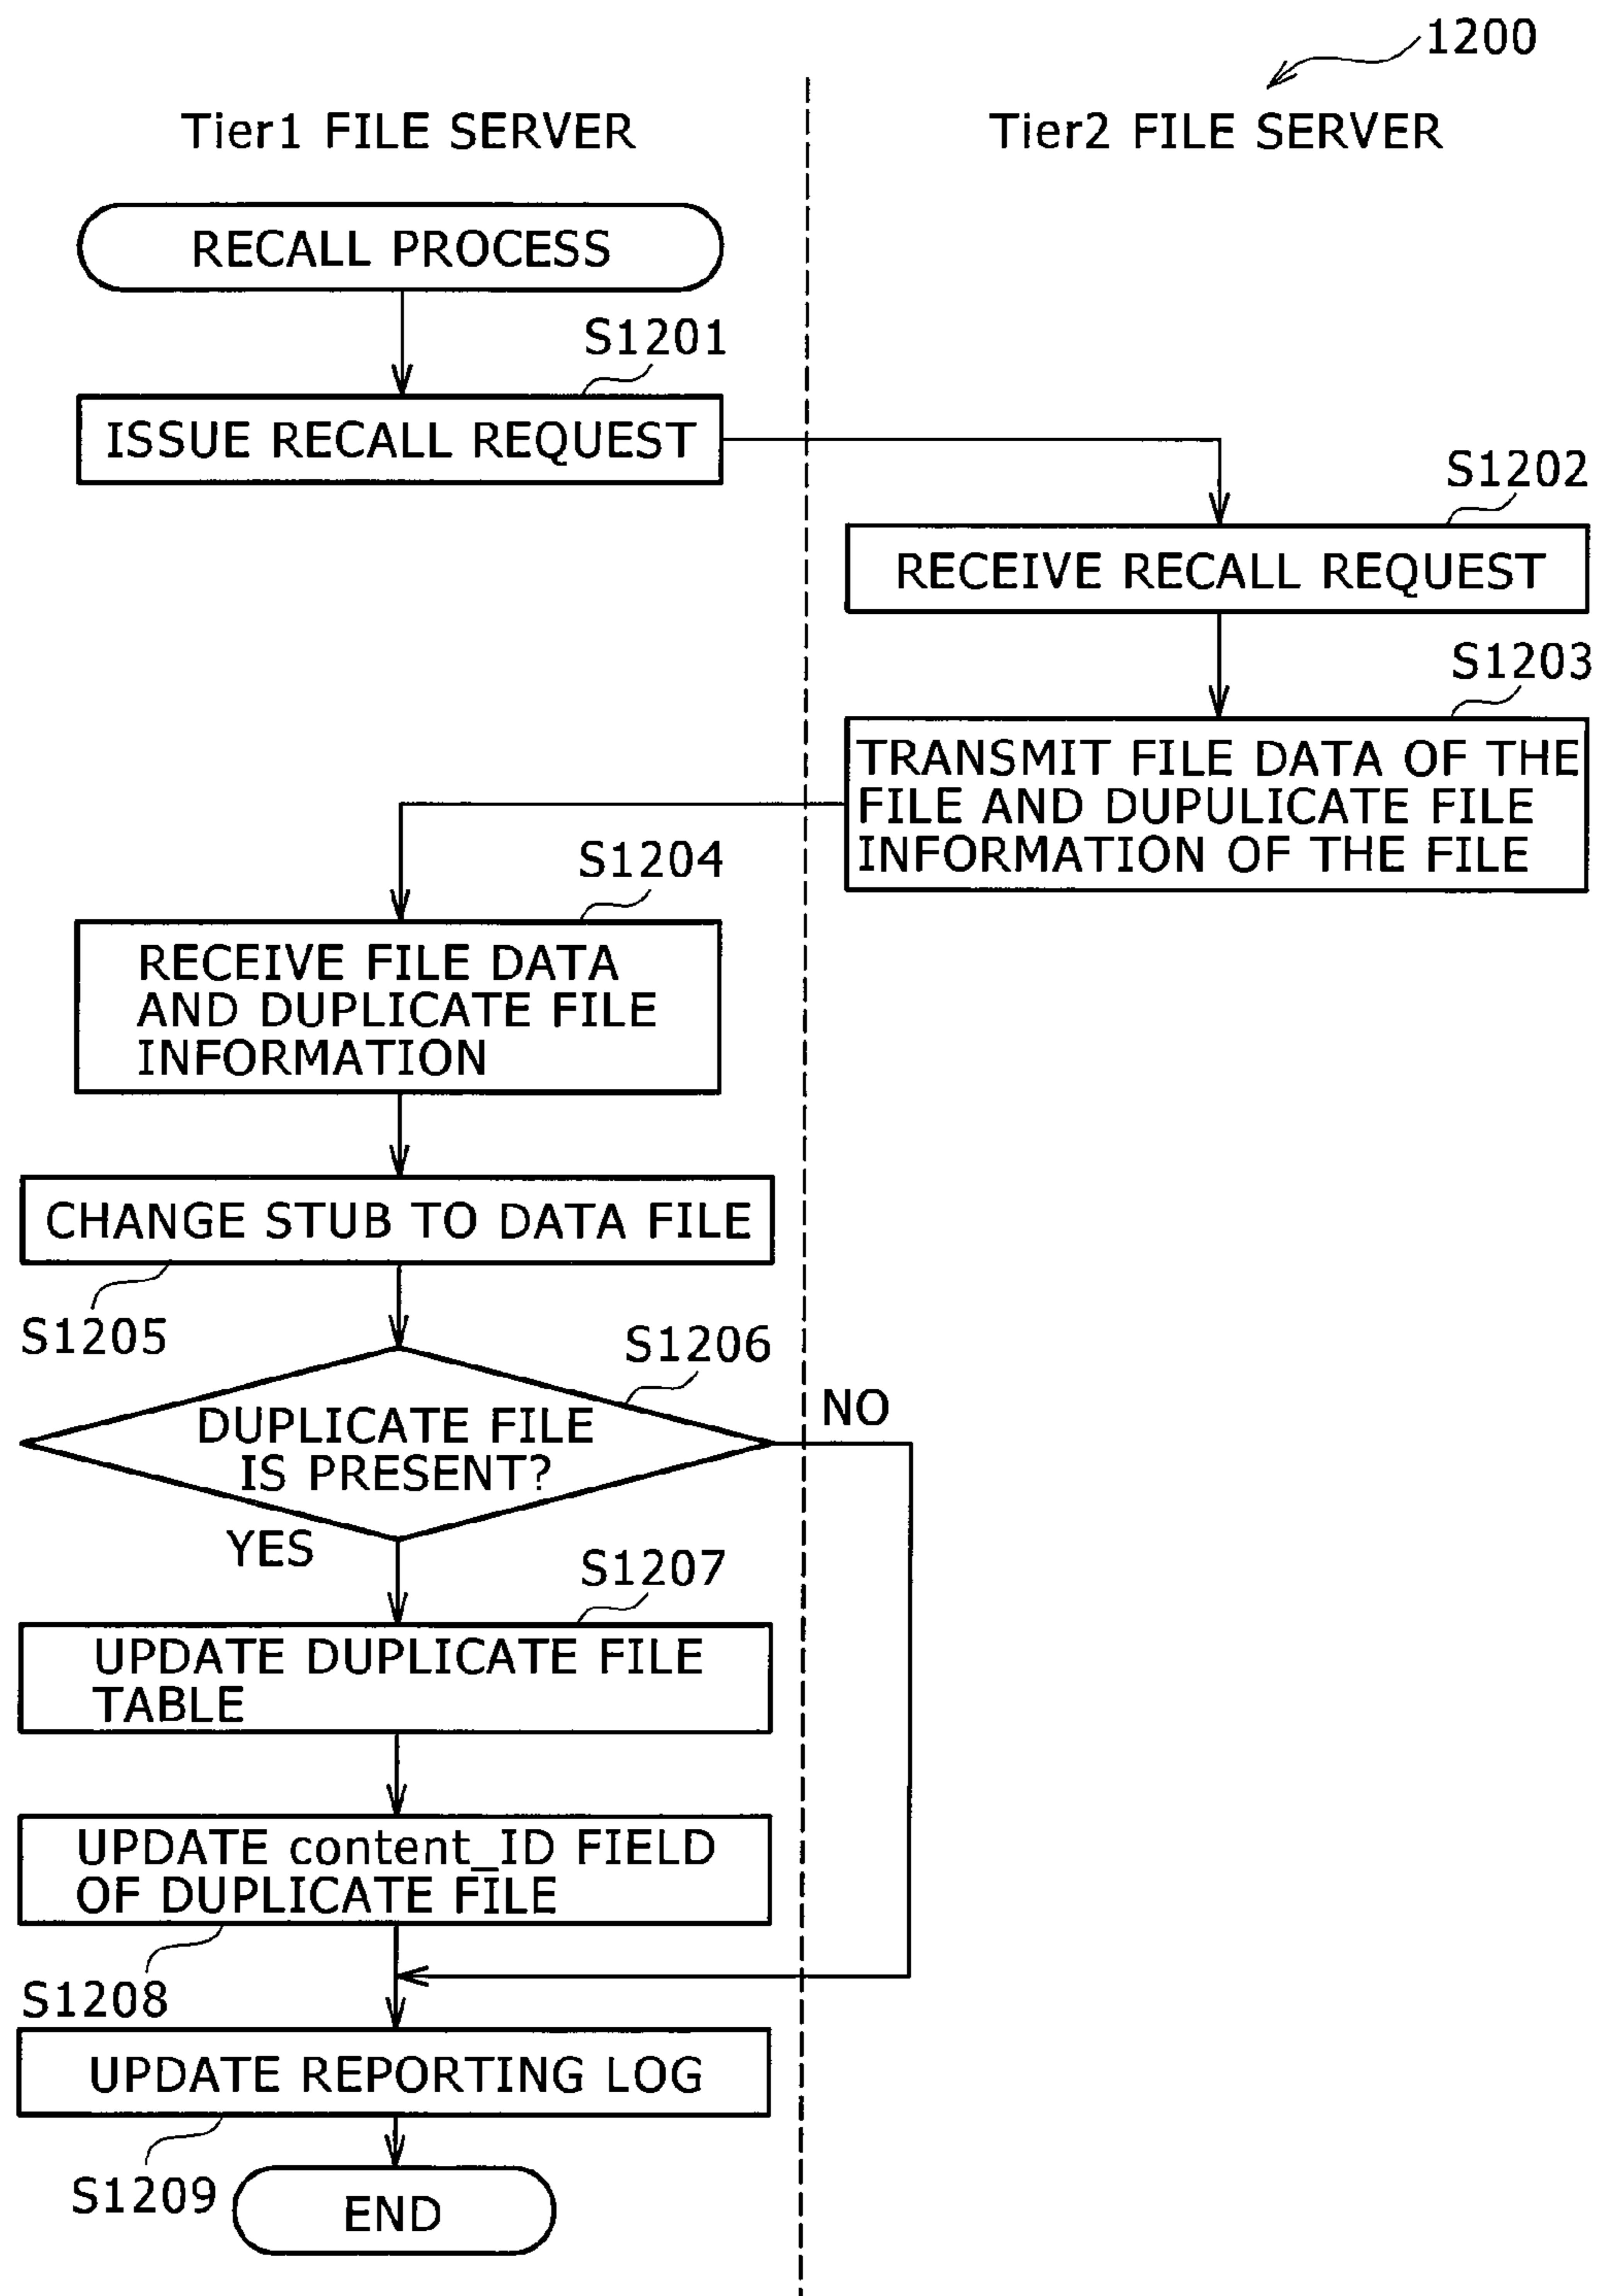 1200
Tier1 FILE SERVER
Tier2 FILE SERVER
RECALL PROCESS
S1201
ISSUE RECALL REQUEST
S1202
RECEIVE RECALL REQUEST
S1203
TRANSMIT FILE DATA OF THE
FILE AND DUPULICATE FILE
INFORMATION OF THE FILE
S1204
RECEIVE FILE DATA
AND DUPLICATE FILE
INFORMATION
CHANGE STUB TO DATA FILE
S1205
S1206
DUPLICATE FILE
IS PRESENT?
NO
YES
S1207
UPDATE DUPLICATE FILE
TABLE
UPDATE content_ID FIELD
OF DUPLICATE FILE
S1208
UPDATE REPORTING LOG
S1209
END